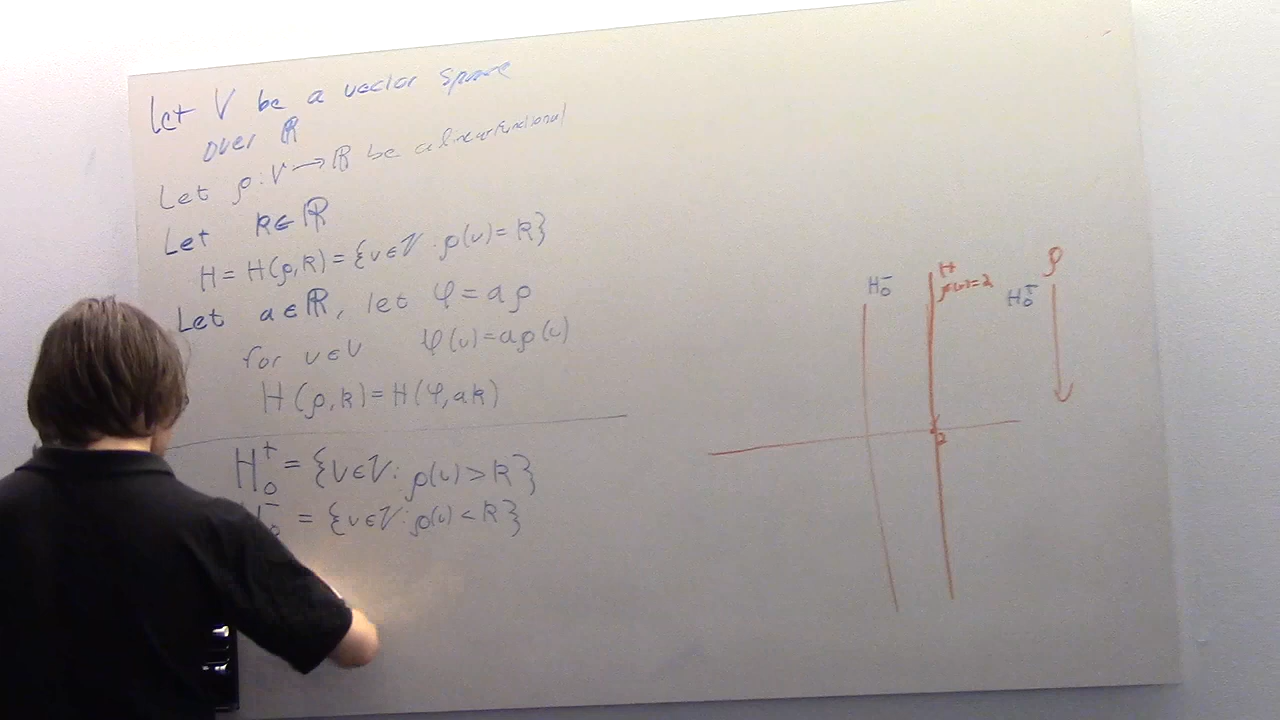 Let V be a vector space
over ℝ
Let ρ: V → ℝ be a linear functional
Let k ∈ ℝ
H = H(ρ,k) = {v ∈ V : ρ(v) = k}
Let a ∈ ℝ, let φ = aρ
for v ∈ V φ(v) = aρ(v)
H(ρ,k) = H(φ,ak)
H₀⁺ = {v ∈ V : ρ(v) > k}
H₀⁻ = {v ∈ V : ρ(v) < k}
H₀⁻
H
ρ(v)=2
H₀⁺
ρ
2